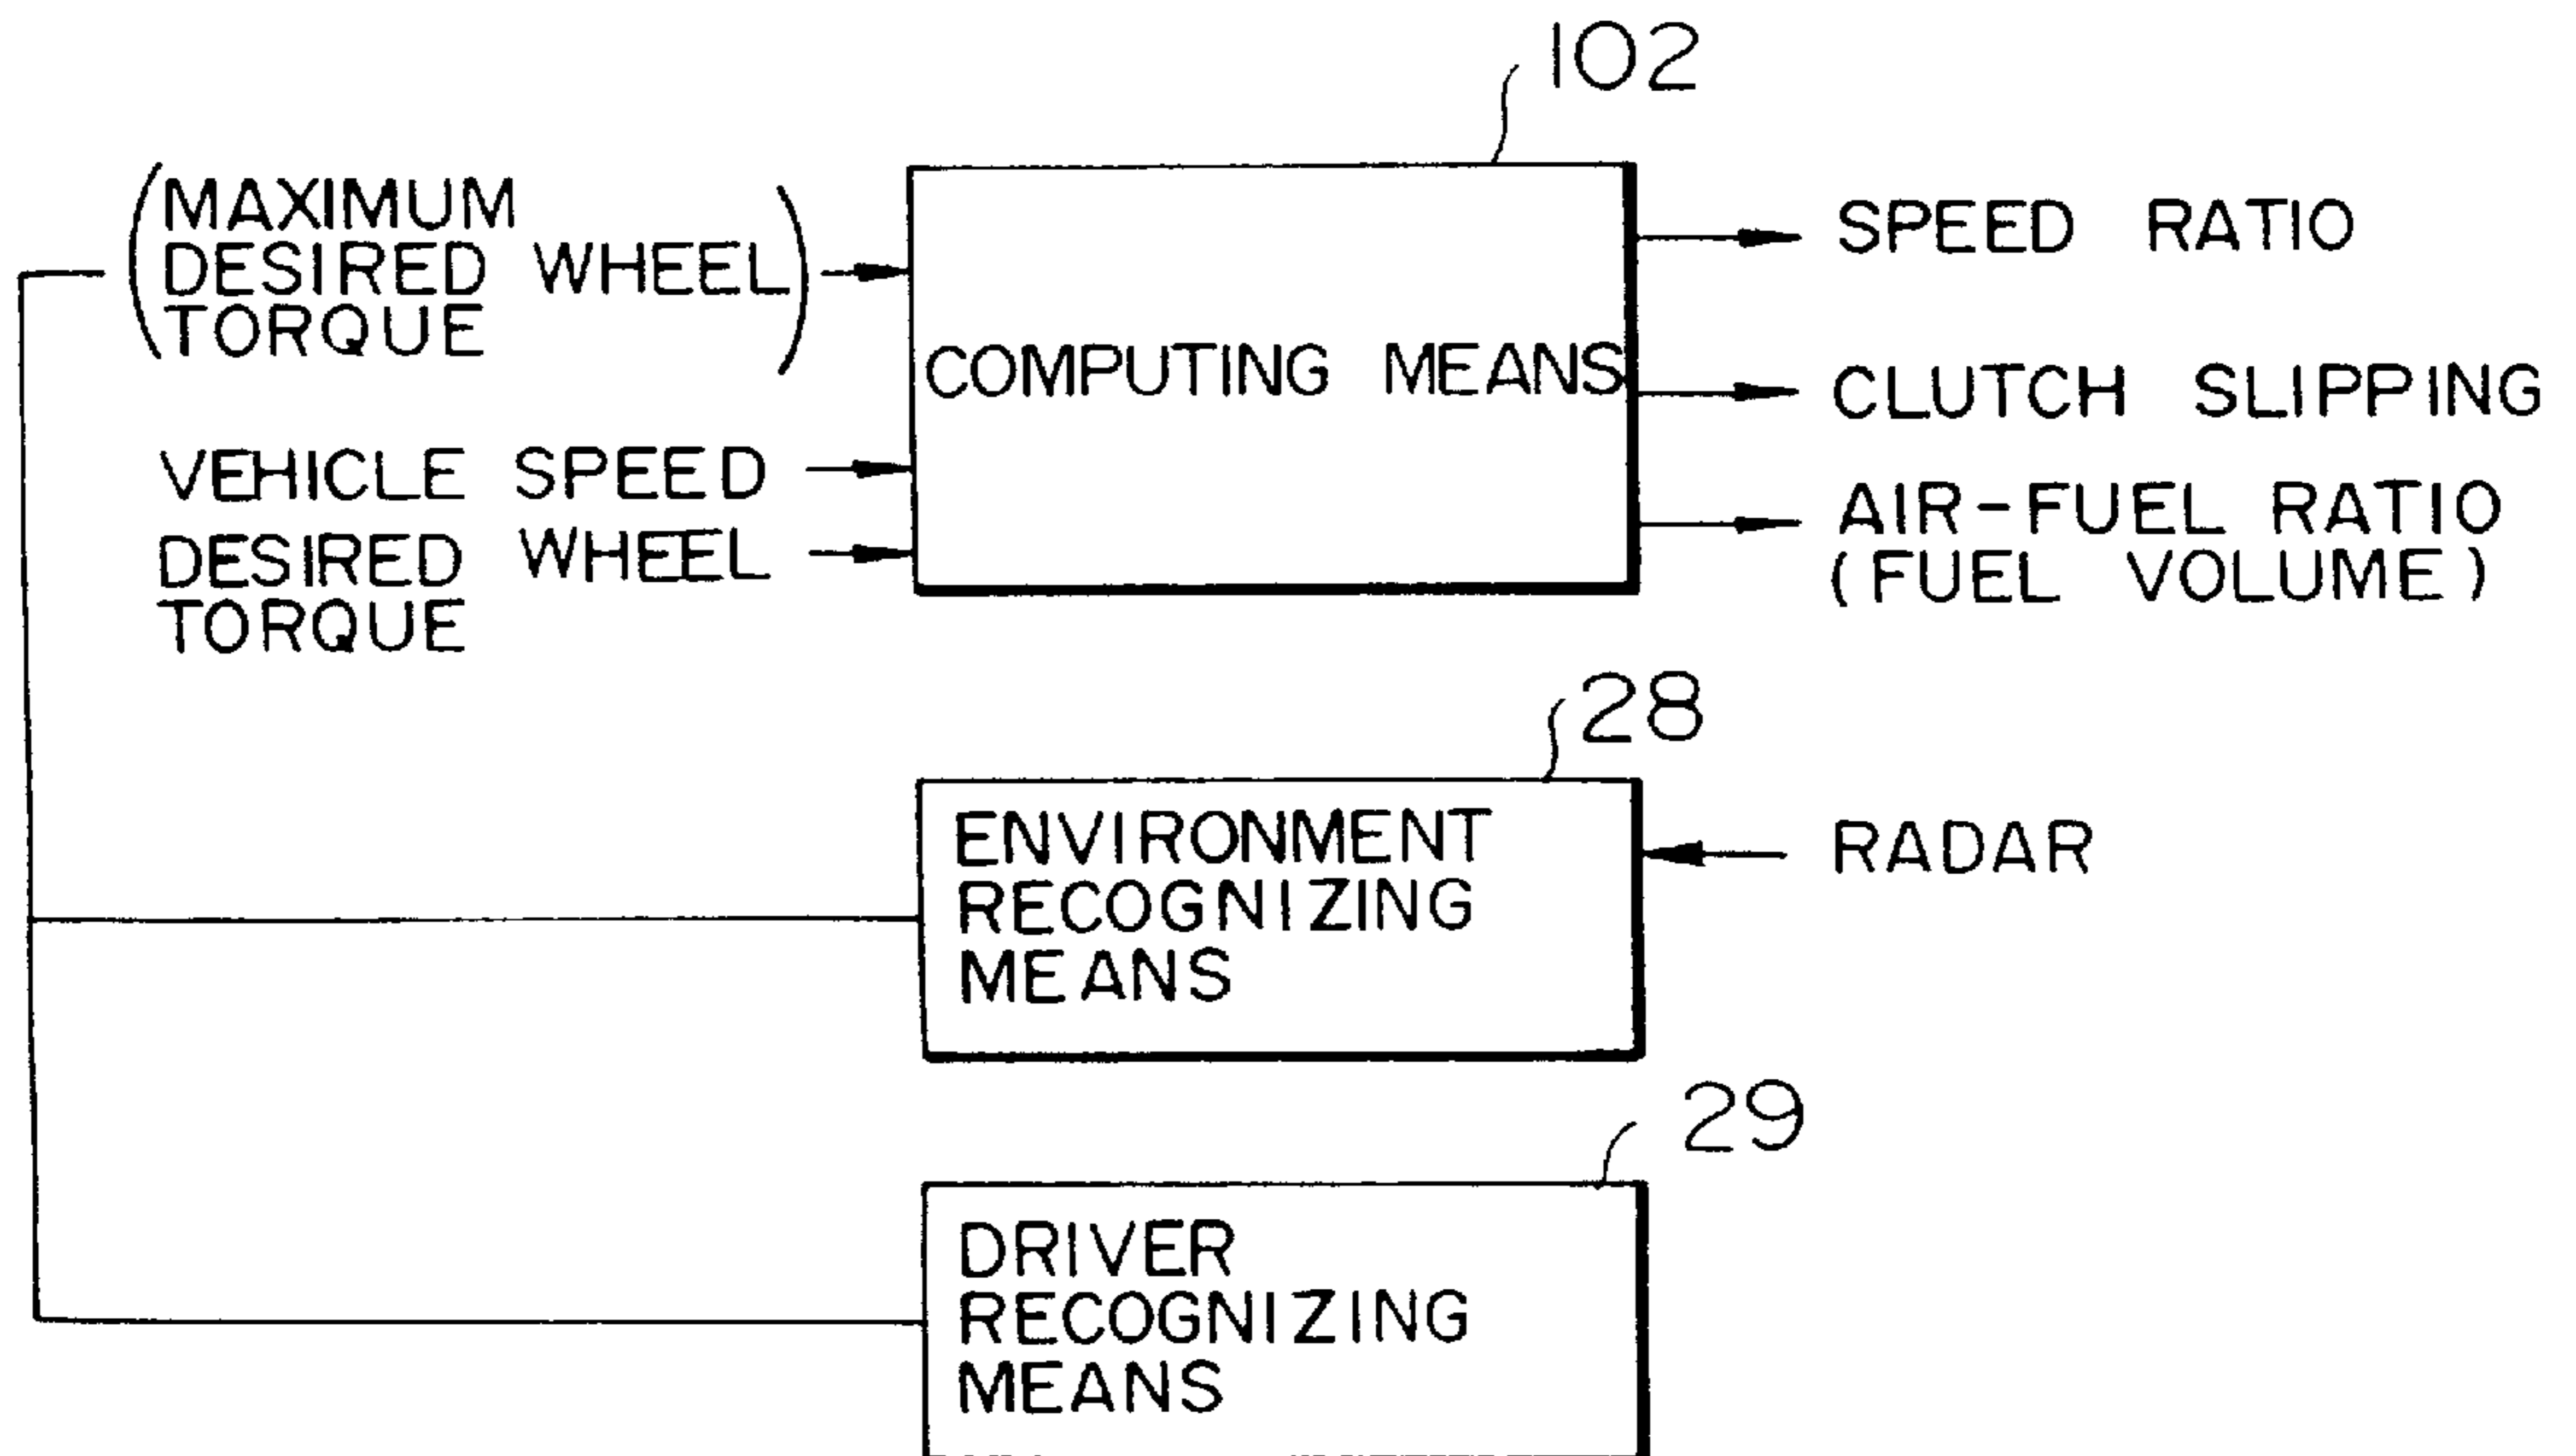 102
(MAXIMUM
DESIRED WHEEL
TORQUE)
VEHICLE SPEED
DESIRED WHEEL
TORQUE
COMPUTING MEANS
SPEED RATIO
CLUTCH SLIPPING
AIR-FUEL RATIO
(FUEL VOLUME)
28
ENVIRONMENT
RECOGNIZING
MEANS
RADAR
29
DRIVER
RECOGNIZING
MEANS